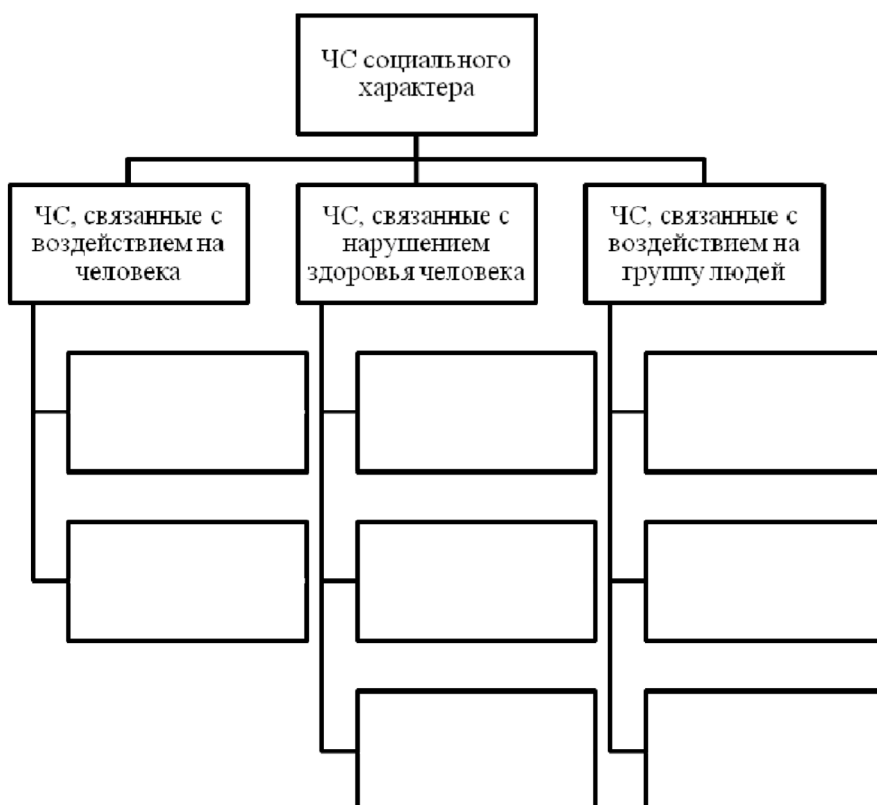 ЧС социального
характера
ЧС, связанные с
воздействием на
человека
ЧС, связанные с
нарушением
здоровья человека
ЧС, связанные с
воздействием на
группу людей